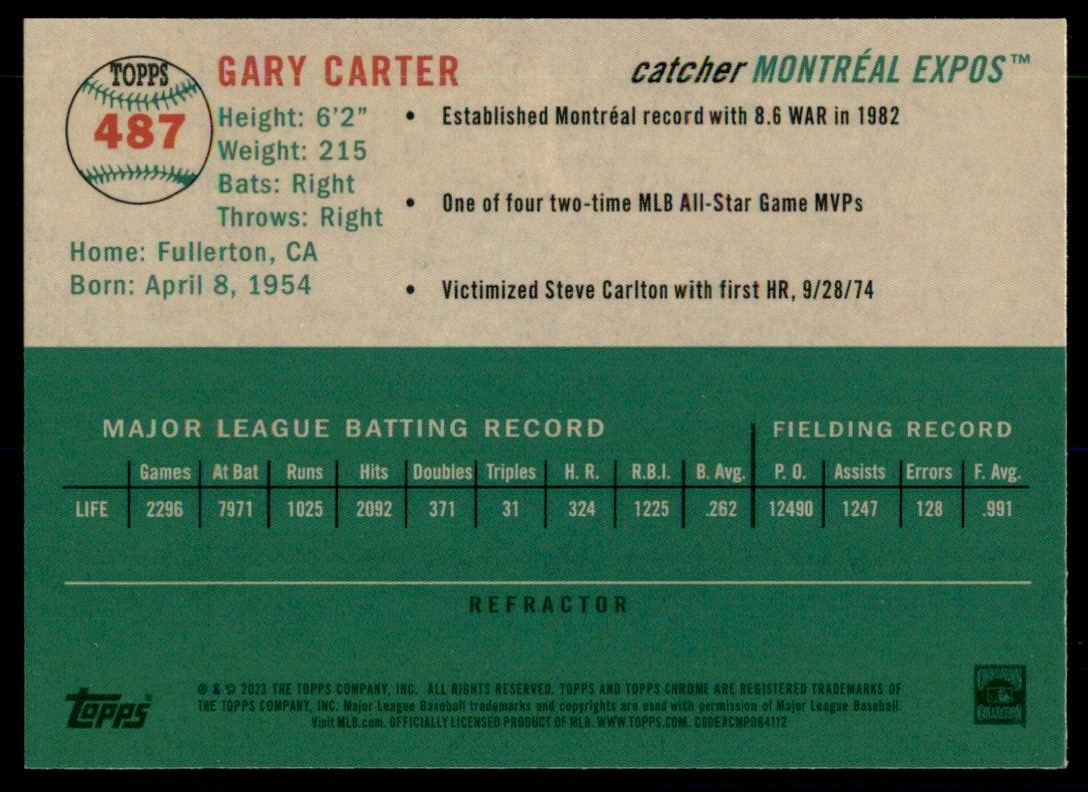 TOPPS
487
GARY CARTER
catcher MONTRÉAL EXPOS™
Height: 6'2"
Weight: 215
Bats: Right
Throws: Right
Home: Fullerton, CA
Born: April 8, 1954
• Established Montréal record with 8.6 WAR in 1982
• One of four two-time MLB All-Star Game MVPs
• Victimized Steve Carlton with first HR, 9/28/74
MAJOR LEAGUE BATTING RECORD FIELDING RECORD
Games At Bat Runs Hits Doubles Triples H. R. R.B.I. B. Avg. P. O. Assists Errors F. Avg.
LIFE 2296 7971 1025 2092 371 31 324 1225 .262 12490 1247 128 .991
REFRACTOR
Topps
® & © 2023 THE TOPPS COMPANY, INC. ALL RIGHTS RESERVED. TOPPS AND TOPPS CHROME ARE REGISTERED TRADEMARKS OF
THE TOPPS COMPANY, INC. Major League Baseball trademarks and copyrights are used with permission of Major League Baseball.
Visit MLB.com. OFFICIALLY LICENSED PRODUCT OF MLB. WWW.TOPPS.COM. CODE#CMP064112